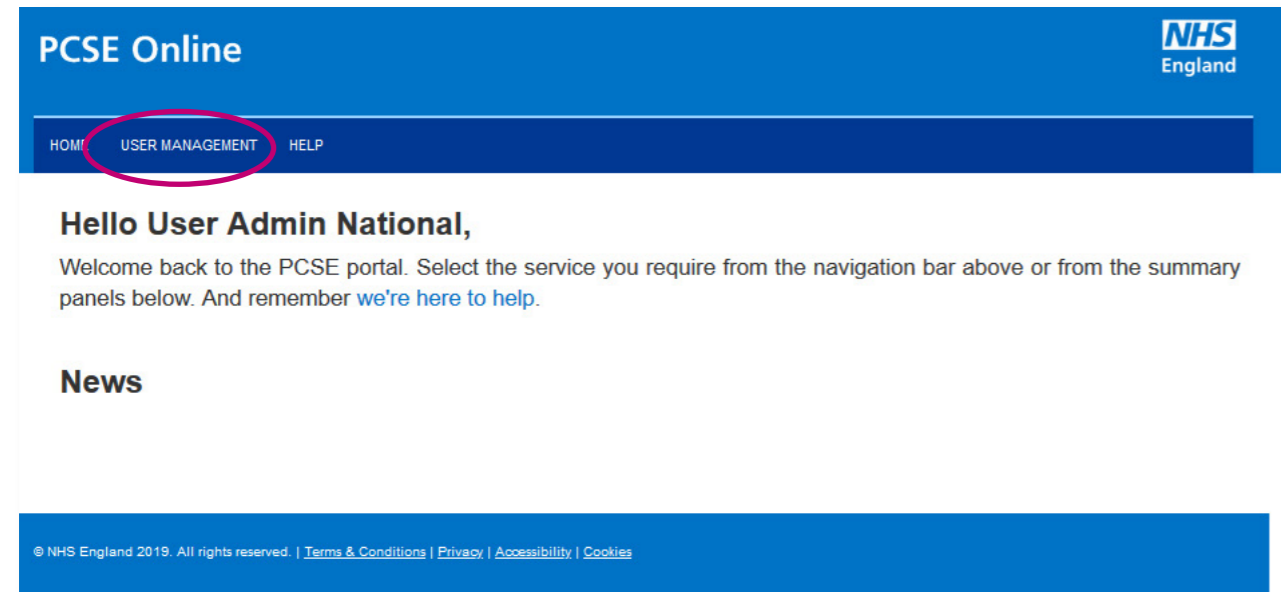 PCSE Online
NHS
England
HOME USER MANAGEMENT HELP
Hello User Admin National,
Welcome back to the PCSE portal. Select the service you require from the navigation bar above or from the summary
panels below. And remember we're here to help.
News
© NHS England 2019. All rights reserved. | Terms & Conditions | Privacy | Accessibility | Cookies